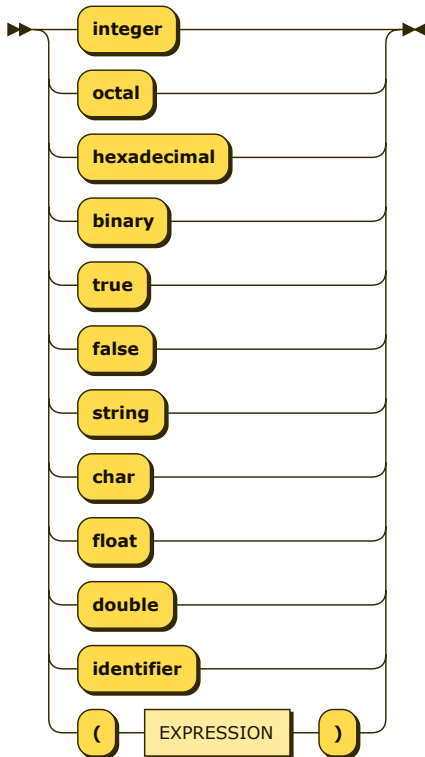 integer
octal
hexadecimal
binary
true
false
string
char
float
double
identifier
( EXPRESSION )